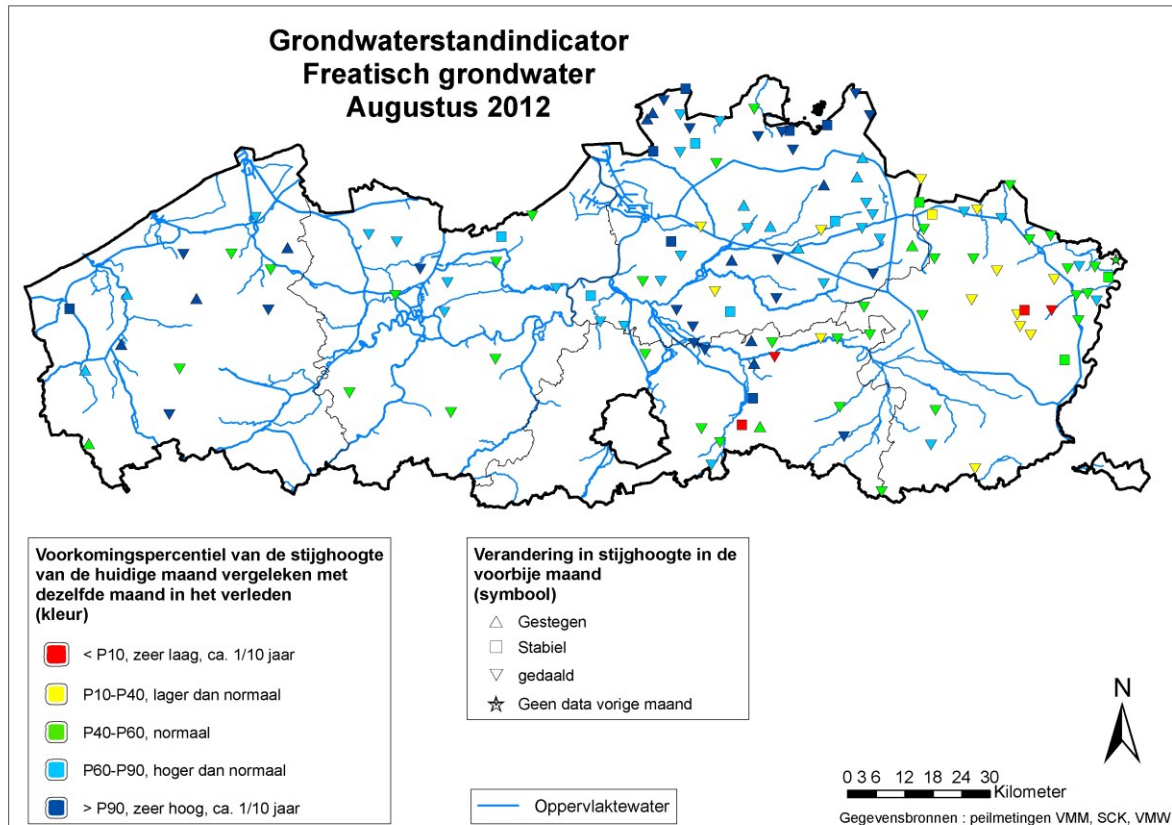 Grondwaterstandindicator
Freatisch grondwater
Augustus 2012
Voorkomingspercentiel van de stijghoogte
van de huidige maand vergeleken met
dezelfde maand in het verleden
(kleur)
< P10, zeer laag, ca. 1/10 jaar
P10-P40, lager dan normaal
P40-P60, normaal
P60-P90, hoger dan normaal
> P90, zeer hoog, ca. 1/10 jaar
Verandering in stijghoogte in de
voorbije maand
(symbool)
Gestegen
Stabiel
gedaald
Geen data vorige maand
Oppervlaktewater
N
0 3 6 12 18 24 30
Kilometer
Gegevensbronnen : peilmetingen VMM, SCK, VMW